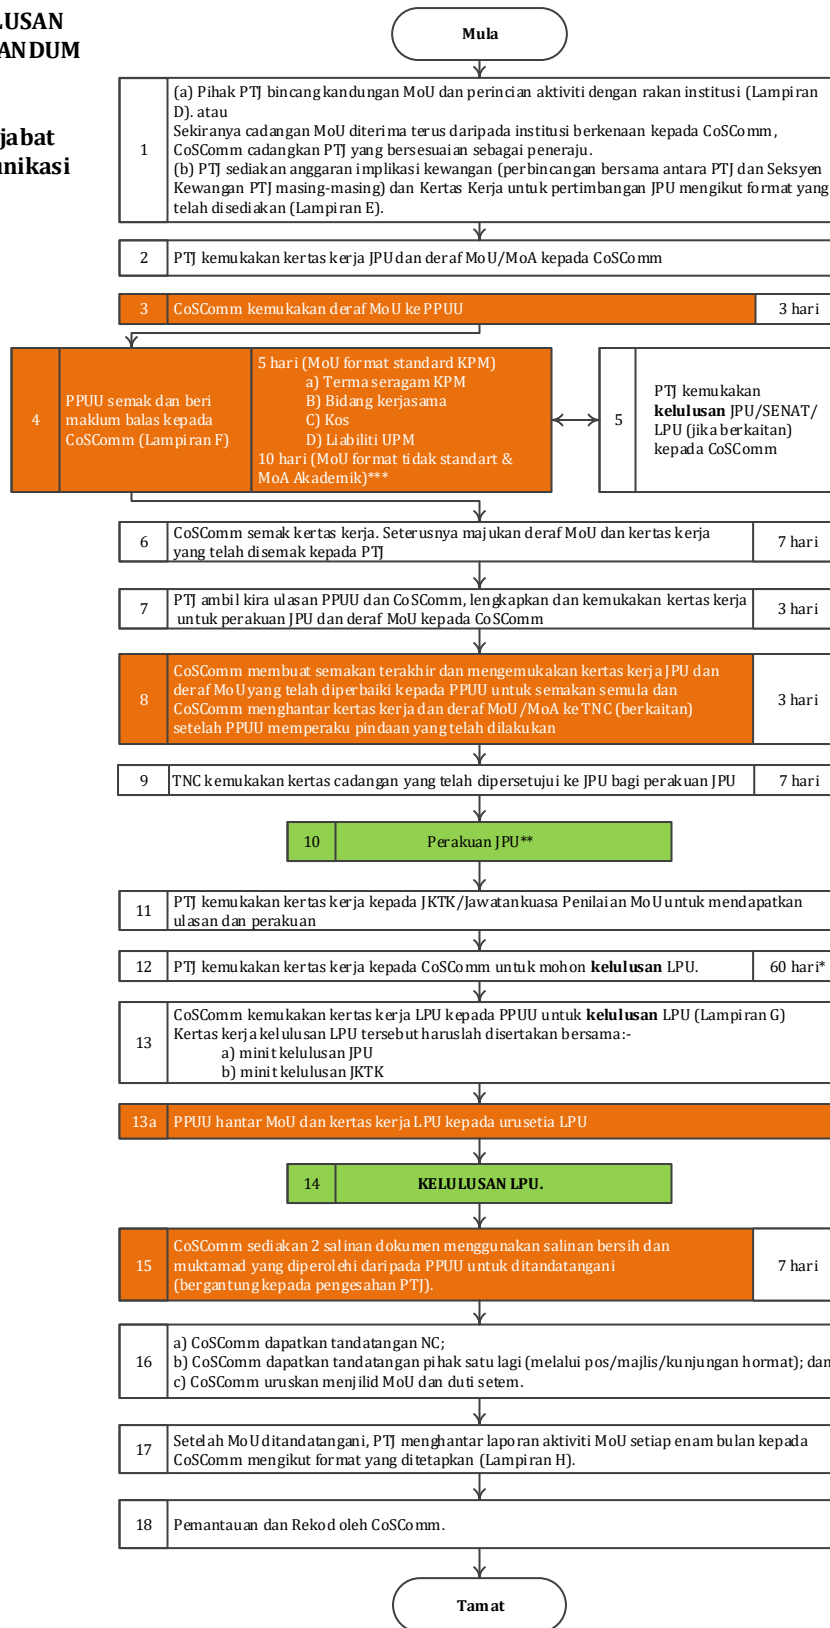 LUSAN
ANDUM
jabat
unikasi
Mula
1
(a) Pihak PTJ bincang kandungan MoU dan perincian aktiviti dengan rakan institusi (Lampiran
D). atau
Sekiranya cadangan MoU diterima terus daripada institusi berkenaan kepada CoSComm,
CoSComm cadangkan PTJ yang bersesuaian sebagai peneraju.
(b) PTJ sediakan anggaran implikasi kewangan (perbincangan bersama antara PTJ dan Seksyen
Kewangan PTJ masing-masing) dan Kertas Kerja untuk pertimbangan JPU mengikut format yang
telah disediakan (Lampiran E).
2
PTJ kemukakan kertas kerja JPU dan deraf MoU/MoA kepada CoSComm
3
CoSComm kemukakan deraf MoU ke PPUU
3 hari
4
PPUU semak dan beri
maklum balas kepada
CoSComm (Lampiran F)
5 hari (MoU format standard KPM)
a) Terma seragam KPM
B) Bidang kerjasama
C) Kos
D) Liabiliti UPM
10 hari (MoU format tidak standart &
MoA Akademik)***
5
PTJ kemukakan
kelulusan JPU/SENAT/
LPU (jika berkaitan)
kepada CoSComm
6
CoSComm semak kertas kerja. Seterusnya majukan deraf MoU dan kertas kerja
yang telah disemak kepada PTJ
7 hari
7
PTJ ambil kira ulasan PPUU dan CoSComm, lengkapkan dan kemukakan kertas kerja
untuk perakuan JPU dan deraf MoU kepada CoSComm
3 hari
8
CoSComm membuat semakan terakhir dan mengemukakan kertas kerja JPU dan
deraf MoU yang telah diperbaiki kepada PPUU untuk semakan semula dan
CoSComm menghantar kertas kerja dan deraf MoU/MoA ke TNC (berkaitan)
setelah PPUU memperaku pindaan yang telah dilakukan
3 hari
9
TNC kemukakan kertas cadangan yang telah dipersetujui ke JPU bagi perakuan JPU
7 hari
10
Perakuan JPU**
11
PTJ kemukakan kertas kerja kepada JKTK/Jawatankuasa Penilaian MoU untuk mendapatkan
ulasan dan perakuan
12
PTJ kemukakan kertas kerja kepada CoSComm untuk mohon kelulusan LPU.
60 hari*
13
CoSComm kemukakan kertas kerja LPU kepada PPUU untuk kelulusan LPU (Lampiran G)
Kertas kerja kelulusan LPU tersebut haruslah disertakan bersama:-
a) minit kelulusan JPU
b) minit kelulusan JKTK
13a
PPUU hantar MoU dan kertas kerja LPU kepada urusetia LPU
14
KELULUSAN LPU.
15
CoSComm sediakan 2 salinan dokumen menggunakan salinan bersih dan
muktamad yang diperolehi daripada PPUU untuk ditandatangani
(bergantung kepada pengesahan PTJ).
7 hari
16
a) CoSComm dapatkan tandatangan NC;
b) CoSComm dapatkan tandatangan pihak satu lagi (melalui pos/majlis/kunjungan hormat); dan
c) CoSComm uruskan menjilid MoU dan duti setem.
17
Setelah MoU ditandatangani, PTJ menghantar laporan aktiviti MoU setiap enam bulan kepada
CoSComm mengikut format yang ditetapkan (Lampiran H).
18
Pemantauan dan Rekod oleh CoSComm.
Tamat